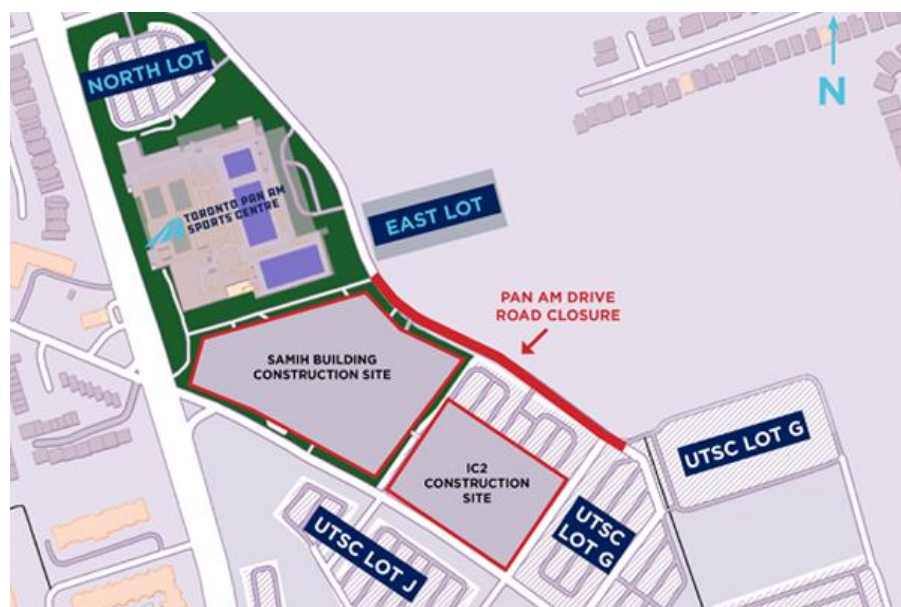 NORTH LOT
N
TORONTO PAN AM
SPORTS CENTRE
EAST LOT
PAN AM DRIVE
ROAD CLOSURE
SAMIH BUILDING
CONSTRUCTION SITE
UTSC LOT G
IC2
CONSTRUCTION
SITE
UTSC
LOT
G
UTSC LOT J